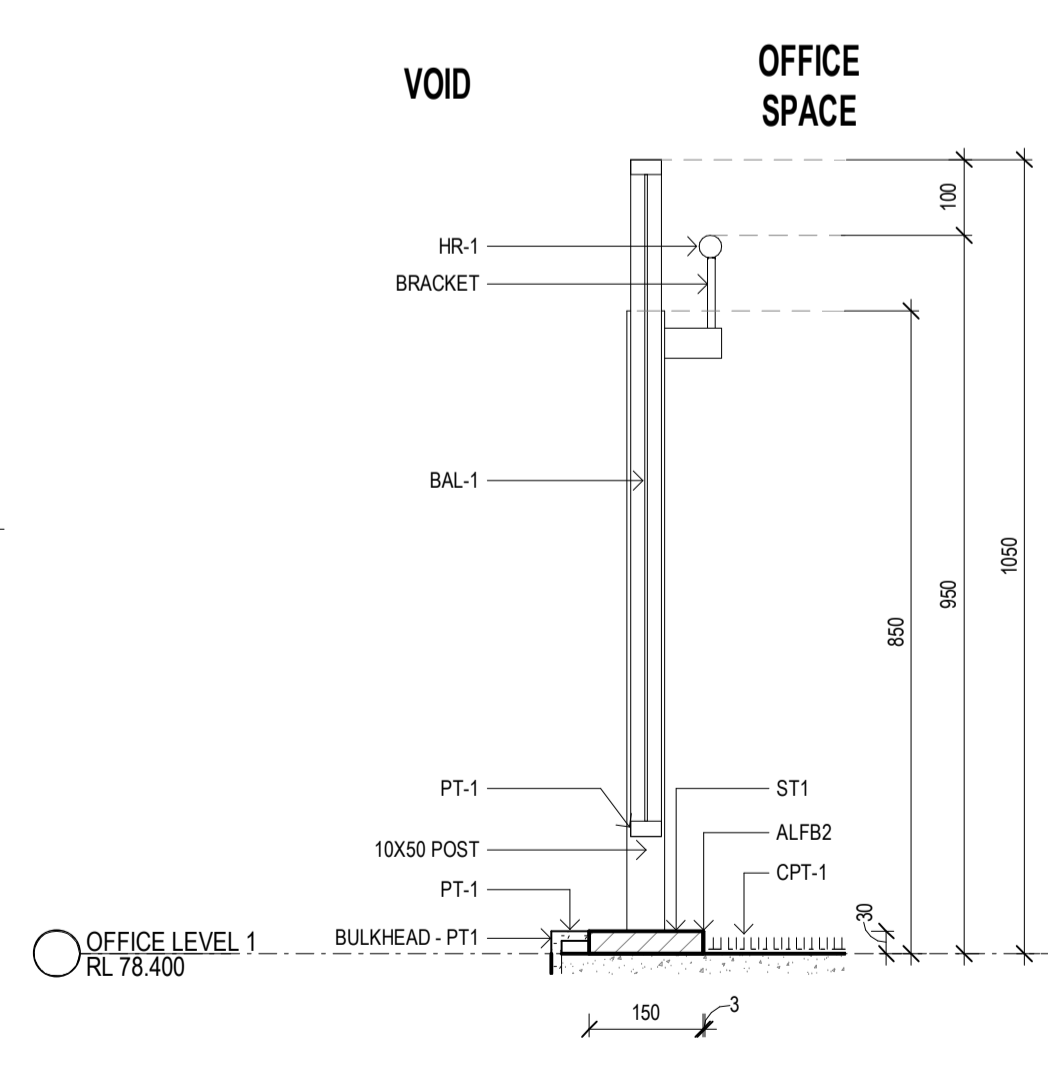 VOID
OFFICE
SPACE
100
HR-1
BRACKET
BAL-1
1050
950
850
PT-1
ST1
ALFB2
10X50 POST
CPT-1
PT-1
30
BULKHEAD - PT1
OFFICE LEVEL 1
RL 78.400
150
3